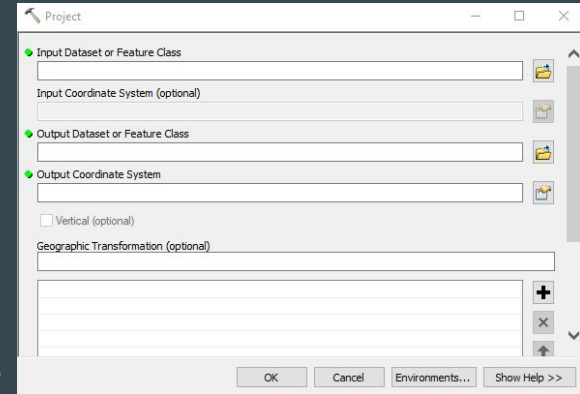 Project
Input Dataset or Feature Class
Input Coordinate System (optional)
Output Dataset or Feature Class
Output Coordinate System
Vertical (optional)
Geographic Transformation (optional)
OK Cancel Environments... Show Help >>